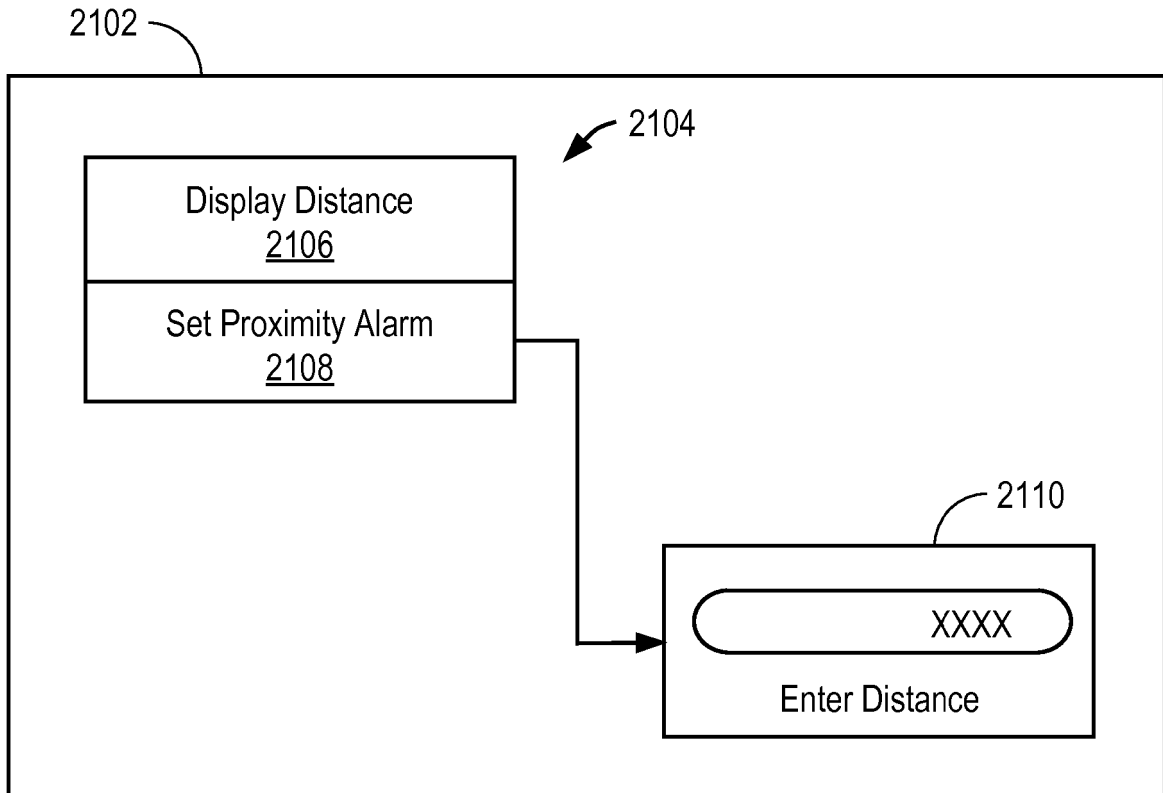 2102
2104
Display Distance
2106
Set Proximity Alarm
2108
2110
XXXX
Enter Distance